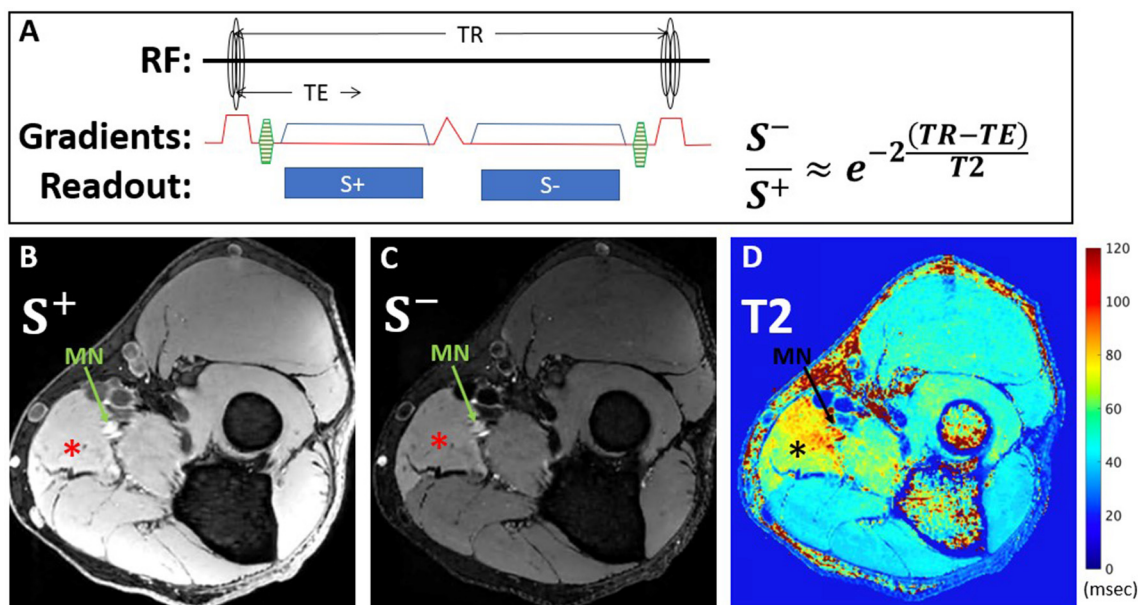 A
TR
RF:
TE
Gradients:
Readout:
S+
S-
S⁻/S⁺ ≈ e^(-2(TR-TE)/T2)
B
S⁺
MN
*
C
S⁻
MN
*
D
T2
MN
*
120
100
80
60
40
20
0
(msec)